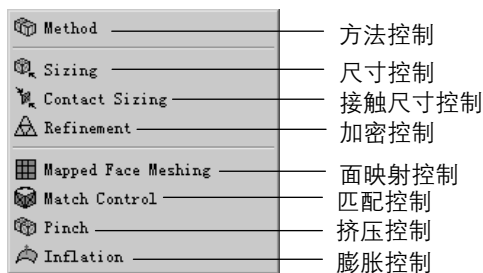 Method 方法控制
Sizing 尺寸控制
Contact Sizing 接触尺寸控制
Refinement 加密控制
Mapped Face Meshing 面映射控制
Match Control 匹配控制
Pinch 挤压控制
Inflation 膨胀控制